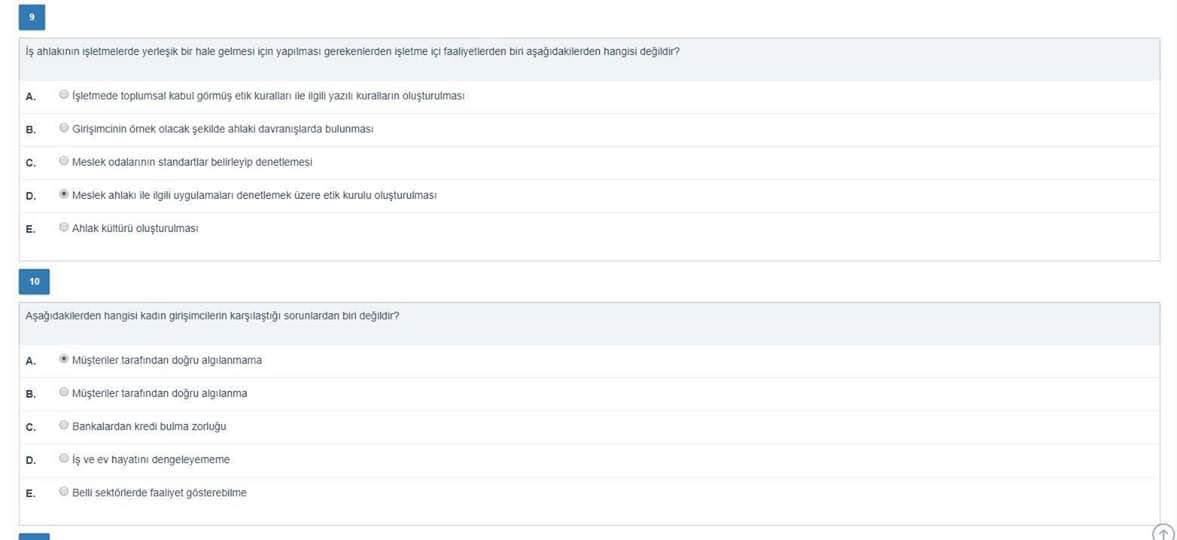 9
İş ahlakının işletmelerde yerleşik bir hale gelmesi için yapılması gerekenlerden işletme içi faaliyetlerden biri aşağıdakilerden hangisi değildir?
A. İşletmede toplumsal kabul görmüş etik kuralları ile ilgili yazılı kuralların oluşturulması
B. Girişimcinin örnek olacak şekilde ahlaki davranışlarda bulunması
C. Meslek odalarının standartlar belirleyip denetlemesi
D. Meslek ahlakı ile ilgili uygulamaları denetlemek üzere etik kurulu oluşturulması
E. Ahlak kültürü oluşturulması
10
Aşağıdakilerden hangisi kadın girişimcilerin karşılaştığı sorunlardan biri değildir?
A. Müşteriler tarafından doğru algılanmama
B. Müşteriler tarafından doğru algılanma
C. Bankalardan kredi bulma zorluğu
D. İş ve ev hayatını dengeleyememe
E. Belli sektörlerde faaliyet gösterebilme